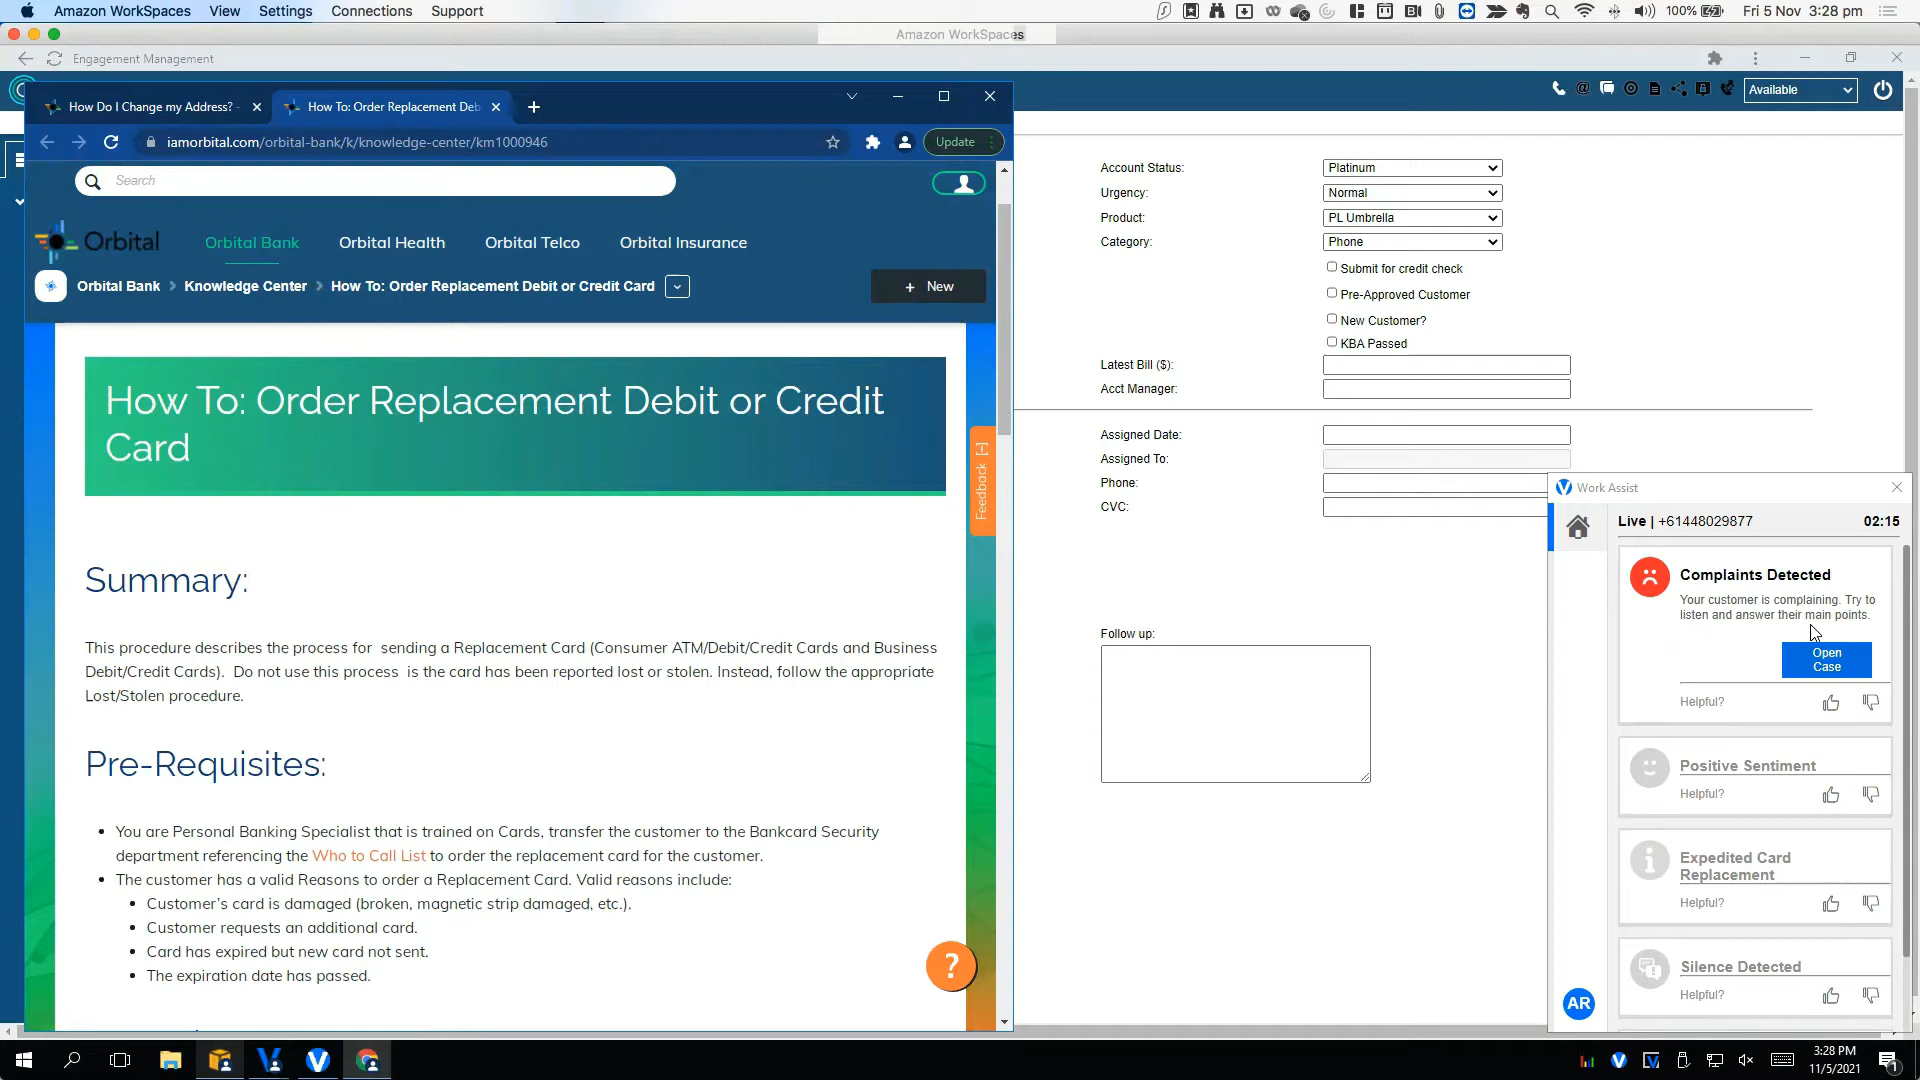 Amazon WorkSpaces View Settings Connections Support
100% Fri 5 Nov 3:28 pm
Amazon WorkSpaces
Engagement Management
How Do I Change my Address? -
How To: Order Replacement Deb
Available
iamorbital.com/orbital-bank/k/knowledge-center/km1000946
Update
Search
Orbital
Orbital Bank Orbital Health Orbital Telco Orbital Insurance
Orbital Bank > Knowledge Center > How To: Order Replacement Debit or Credit Card
+ New
How To: Order Replacement Debit or Credit
Card
Feedback [-]
Summary:
This procedure describes the process for sending a Replacement Card (Consumer ATM/Debit/Credit Cards and Business
Debit/Credit Cards). Do not use this process is the card has been reported lost or stolen. Instead, follow the appropriate
Lost/Stolen procedure.
Pre-Requisites:
• You are Personal Banking Specialist that is trained on Cards, transfer the customer to the Bankcard Security
department referencing the Who to Call List to order the replacement card for the customer.
• The customer has a valid Reasons to order a Replacement Card. Valid reasons include:
• Customer's card is damaged (broken, magnetic strip damaged, etc.).
• Customer requests an additional card.
• Card has expired but new card not sent.
• The expiration date has passed.
?
Account Status: Platinum
Urgency: Normal
Product: PL Umbrella
Category: Phone
Submit for credit check
Pre-Approved Customer
New Customer?
KBA Passed
Latest Bill ($):
Acct Manager:
Assigned Date:
Assigned To:
Phone:
CVC:
Follow up:
Work Assist
Live | +61448029877 02:15
Complaints Detected
Your customer is complaining. Try to
listen and answer their main points.
Open
Case
Helpful?
Positive Sentiment
Helpful?
Expedited Card
Replacement
Helpful?
Silence Detected
Helpful?
AR
3:28 PM
11/5/2021
1